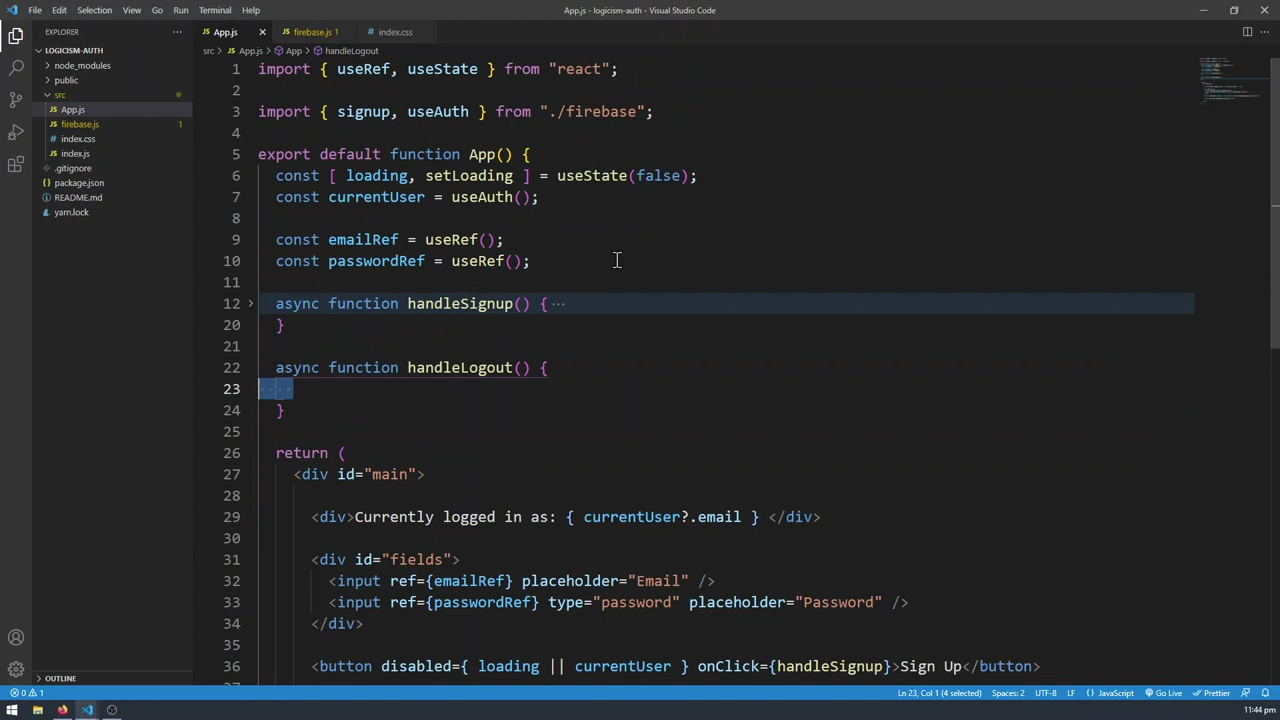 File Edit Selection View Go Run Terminal Help App.js - logicism-auth - Visual Studio Code
EXPLORER
LOGICISM-AUTH
node_modules
public
src
App.js
firebase.js 1
index.css
index.js
.gitignore
package.json
README.md
yarn.lock
OUTLINE
App.js firebase.js 1 index.css
src > App.js > App > handleLogout
1 import { useRef, useState } from "react";
2
3 import { signup, useAuth } from "./firebase";
4
5 export default function App() {
6 const [ loading, setLoading ] = useState(false);
7 const currentUser = useAuth();
8
9 const emailRef = useRef();
10 const passwordRef = useRef();
11
12 async function handleSignup() { ···
20 }
21
22 async function handleLogout() {
23 ····
24 }
25
26 return (
27 <div id="main">
28
29 <div>Currently logged in as: { currentUser?.email } </div>
30
31 <div id="fields">
32 <input ref={emailRef} placeholder="Email" />
33 <input ref={passwordRef} type="password" placeholder="Password" />
34 </div>
35
36 <button disabled={ loading || currentUser } onClick={handleSignup}>Sign Up</button>
0 1 Ln 23, Col 1 (4 selected) Spaces: 2 UTF-8 LF {} JavaScript Go Live Prettier
11:44 pm